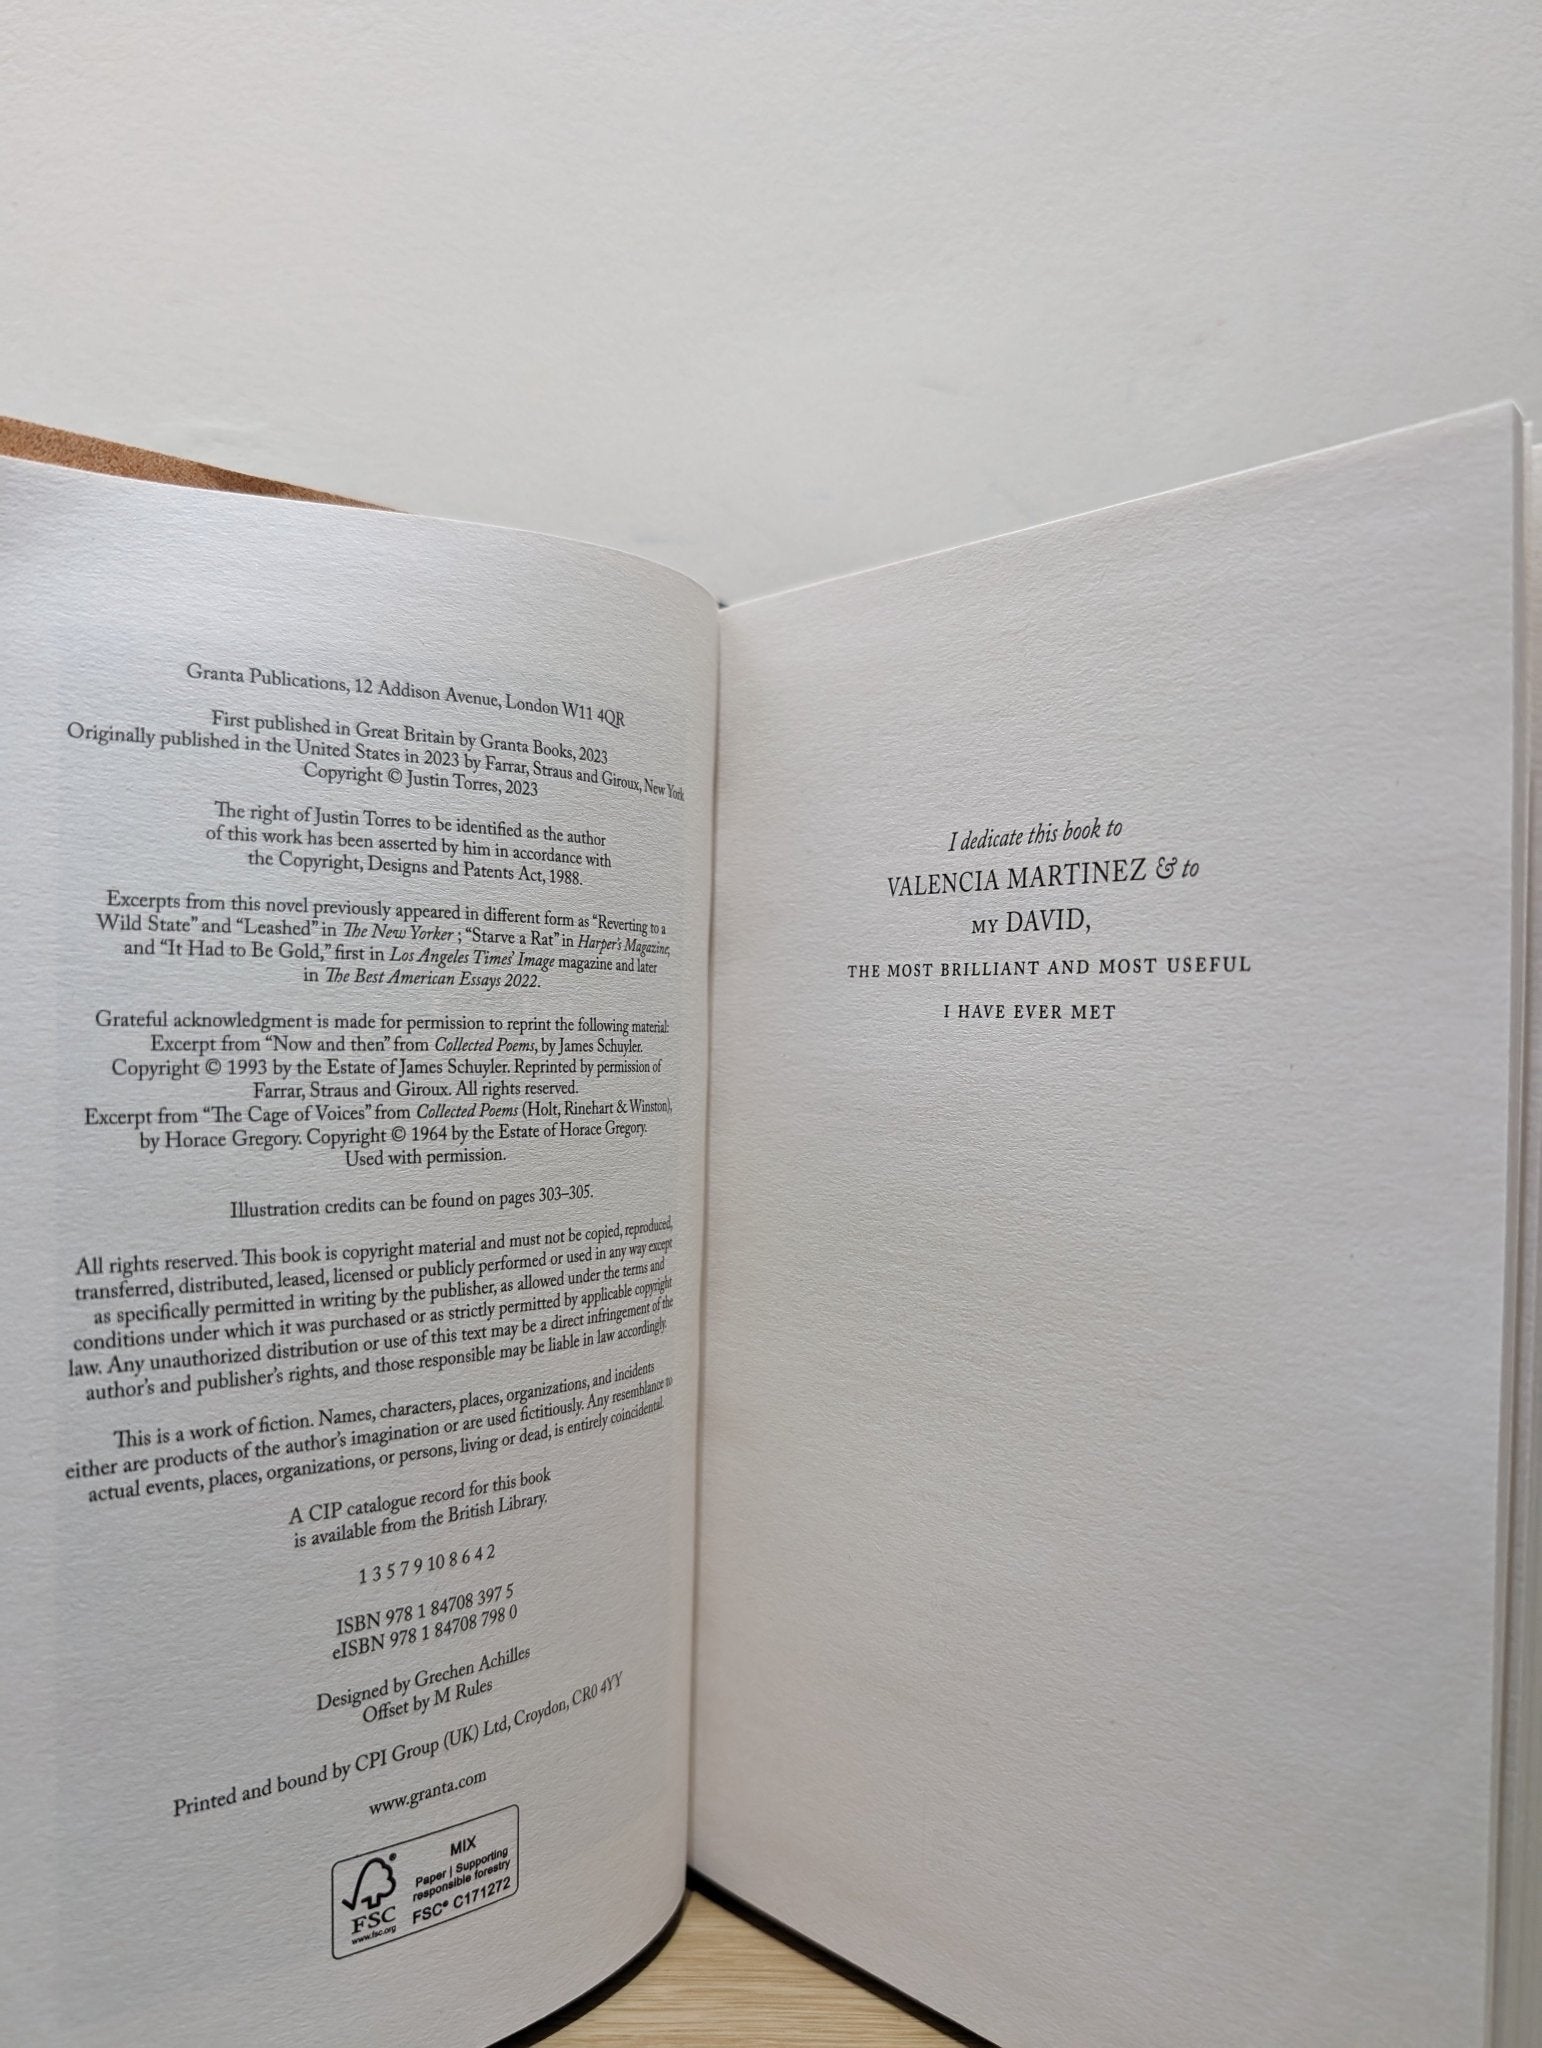 Granta Publications, 12 Addison Avenue, London W11 4QR
First published in Great Britain by Granta Books, 2023
Originally published in the United States in 2023 by Farrar, Straus and Giroux, New York
Copyright © Justin Torres, 2023
The right of Justin Torres to be identified as the author
of this work has been asserted by him in accordance with
the Copyright, Designs and Patents Act, 1988.
Excerpts from this novel previously appeared in different form as “Reverting to a
Wild State” and “Leashed” in The New Yorker ; “Starve a Rat” in Harper’s Magazine;
and “It Had to Be Gold,” first in Los Angeles Times’ Image magazine and later
in The Best American Essays 2022.
Grateful acknowledgment is made for permission to reprint the following material:
Excerpt from “Now and then” from Collected Poems, by James Schuyler.
Copyright © 1993 by the Estate of James Schuyler. Reprinted by permission of
Farrar, Straus and Giroux. All rights reserved.
Excerpt from “The Cage of Voices” from Collected Poems (Holt, Rinehart & Winston),
by Horace Gregory. Copyright © 1964 by the Estate of Horace Gregory.
Used with permission.
Illustration credits can be found on pages 303–305.
All rights reserved. This book is copyright material and must not be copied, reproduced,
transferred, distributed, leased, licensed or publicly performed or used in any way except
as specifically permitted in writing by the publisher, as allowed under the terms and
conditions under which it was purchased or as strictly permitted by applicable copyright
law. Any unauthorized distribution or use of this text may be a direct infringement of the
author’s and publisher’s rights, and those responsible may be liable in law accordingly.
This is a work of fiction. Names, characters, places, organizations, and incidents
either are products of the author’s imagination or are used fictitiously. Any resemblance to
actual events, places, organizations, or persons, living or dead, is entirely coincidental.
A CIP catalogue record for this book
is available from the British Library.
1 3 5 7 9 10 8 6 4 2
ISBN 978 1 84708 397 5
eISBN 978 1 84708 798 0
Designed by Grechen Achilles
Offset by M Rules
Printed and bound by CPI Group (UK) Ltd, Croydon, CR0 4YY
www.granta.com
MIX
Paper | Supporting
responsible forestry
FSC® C171272
FSC
www.fsc.org
I dedicate this book to
VALENCIA MARTINEZ & to
MY DAVID,
THE MOST BRILLIANT AND MOST USEFUL
I HAVE EVER MET